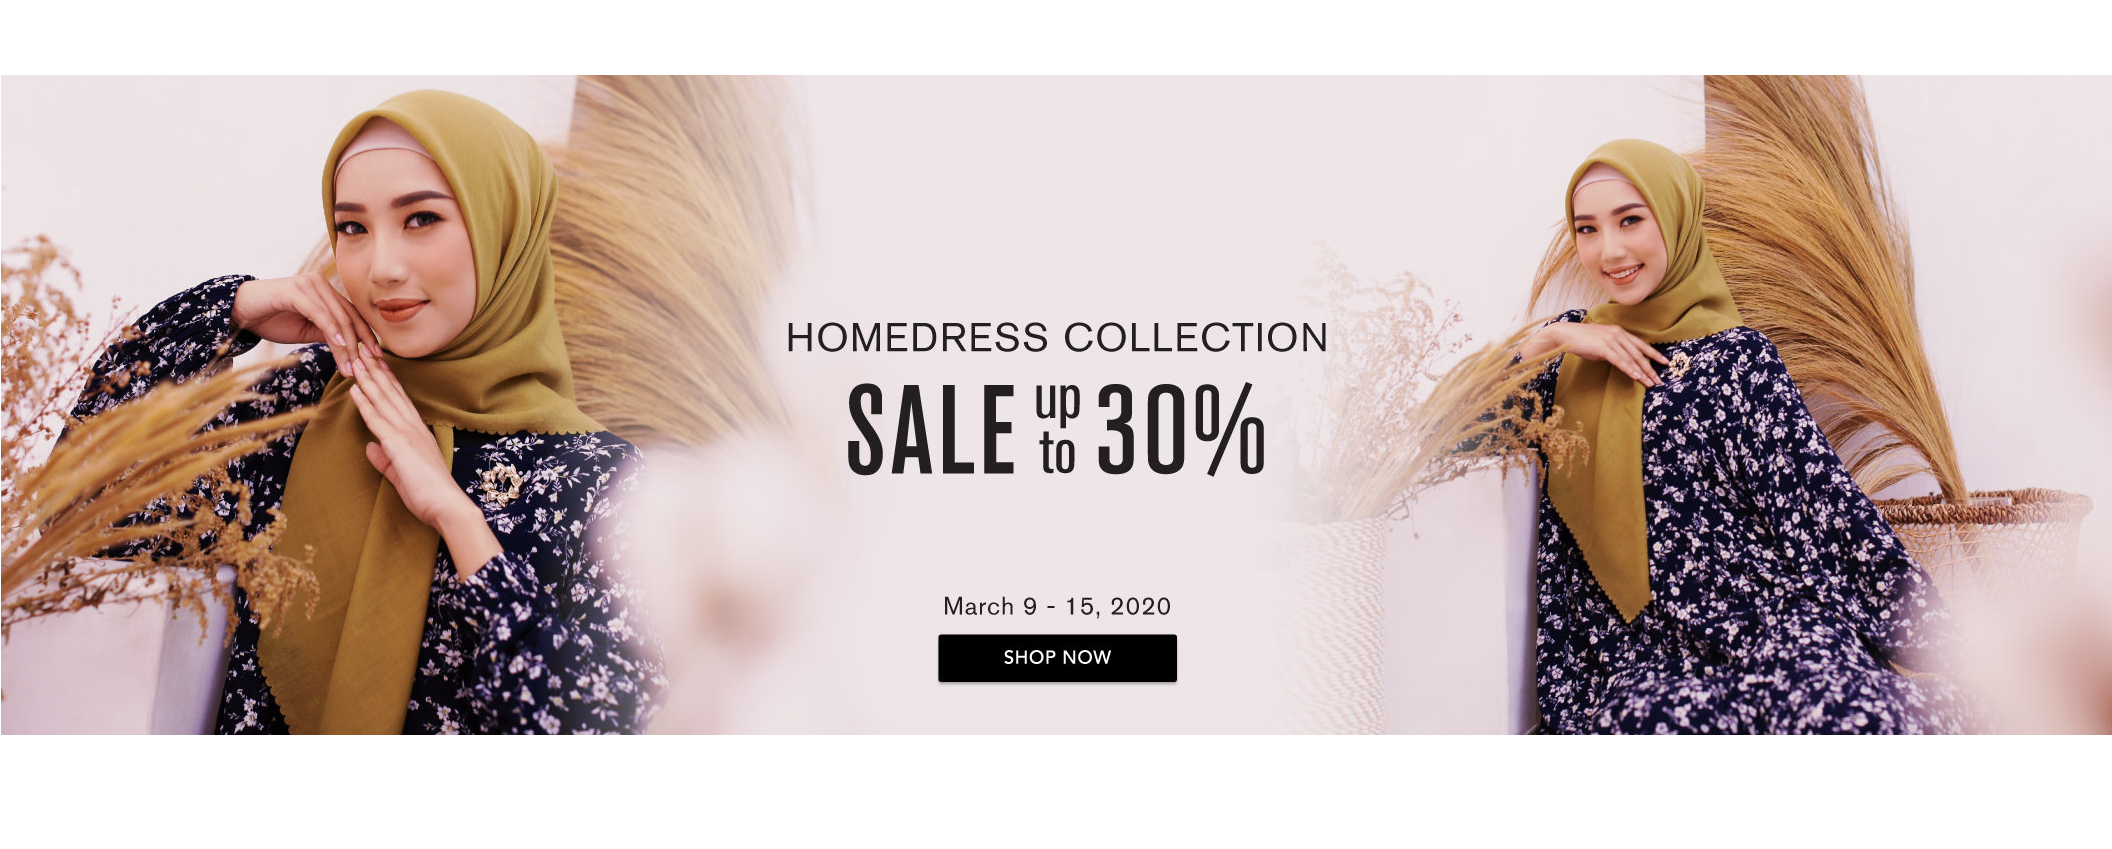 HOMEDRESS COLLECTION
SALE up to 30%
March 9 - 15, 2020
SHOP NOW